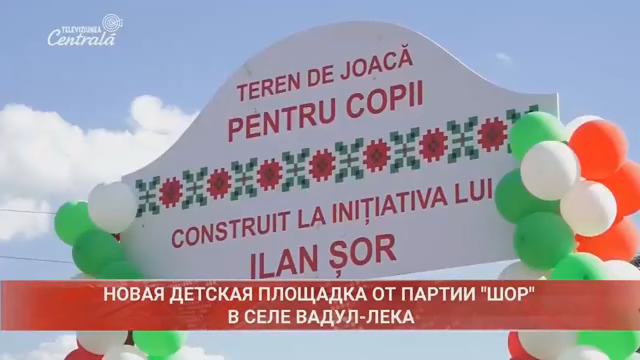 TELEVIZIUNEA
Centrală
TEREN DE JOACĂ
PENTRU COPII
CONSTRUIT LA INIȚIATIVA LUI
ILAN ȘOR
НОВАЯ ДЕТСКАЯ ПЛОЩАДКА ОТ ПАРТИИ "ШОР"
В СЕЛЕ ВАДУЛ-ЛЕКА